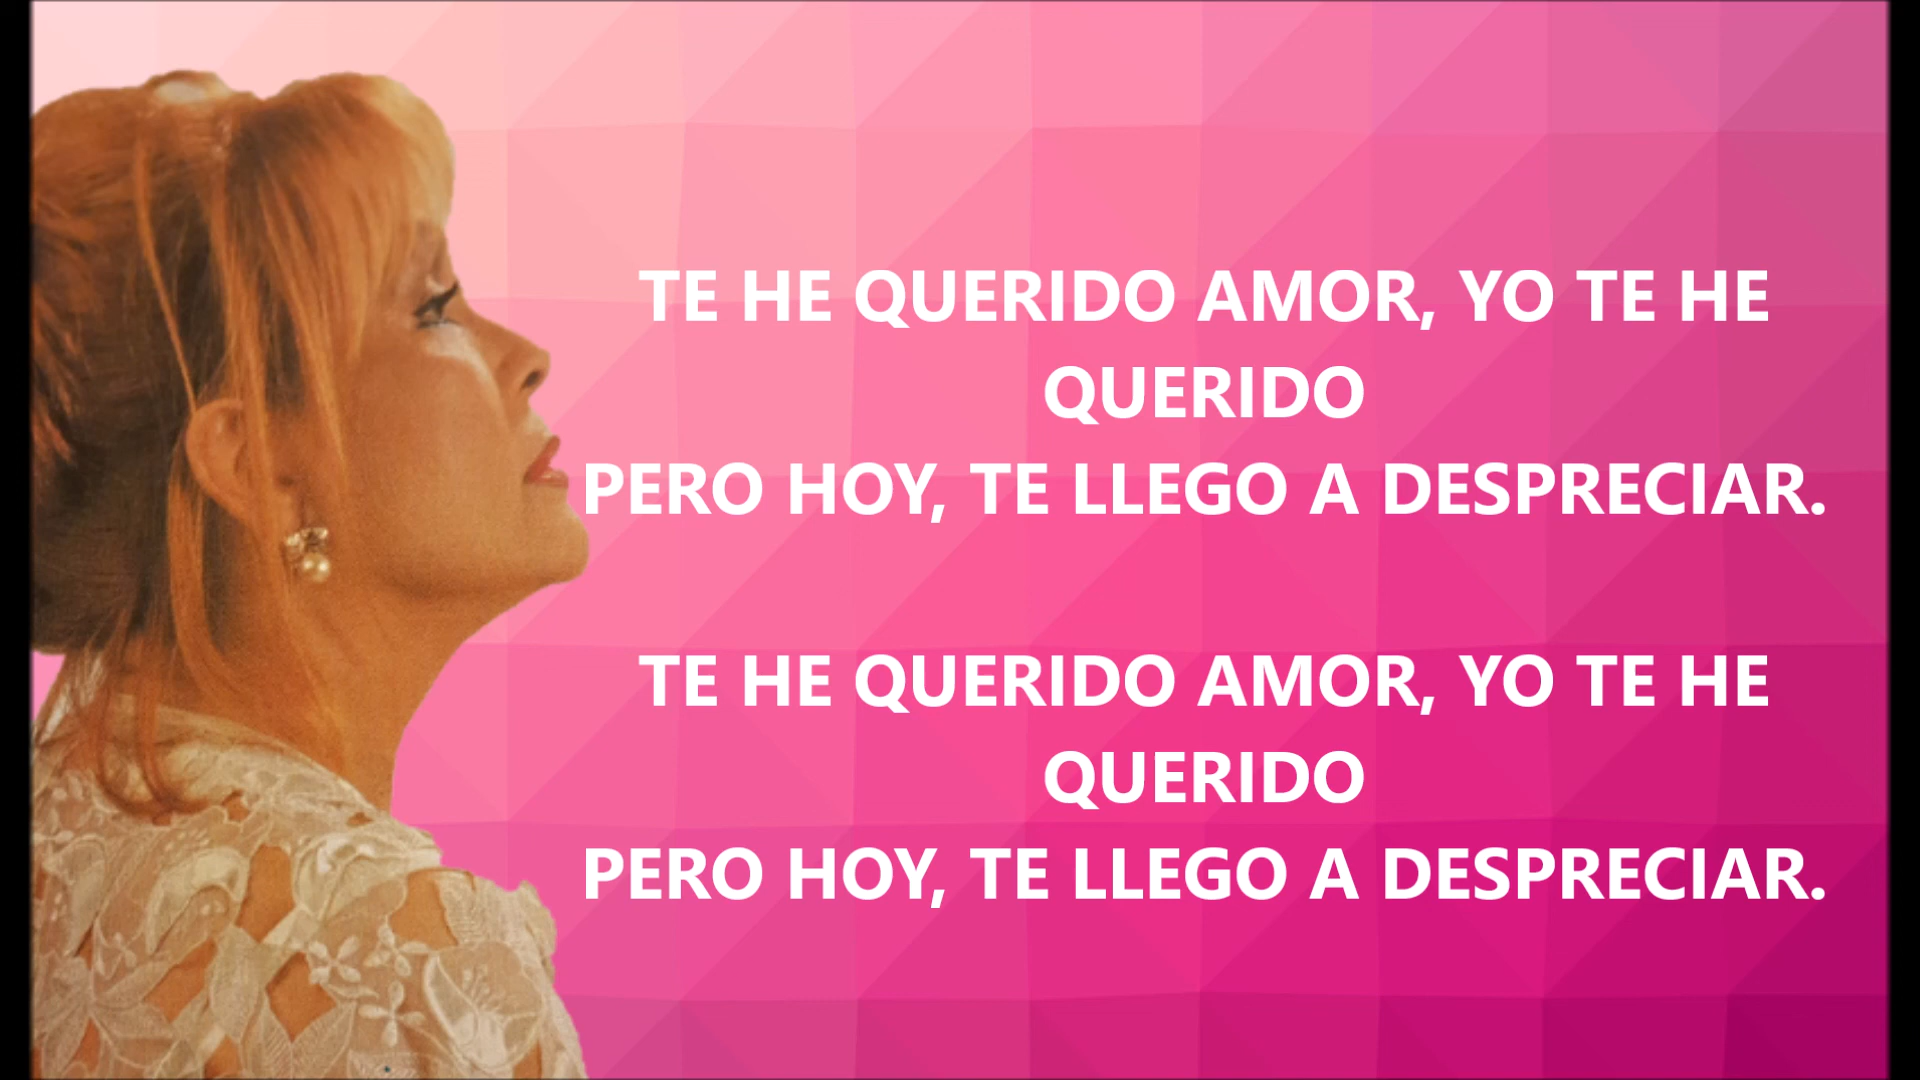 TE HE QUERIDO AMOR, YO TE HE
QUERIDO
PERO HOY, TE LLEGO A DESPRECIAR.
TE HE QUERIDO AMOR, YO TE HE
QUERIDO
PERO HOY, TE LLEGO A DESPRECIAR.